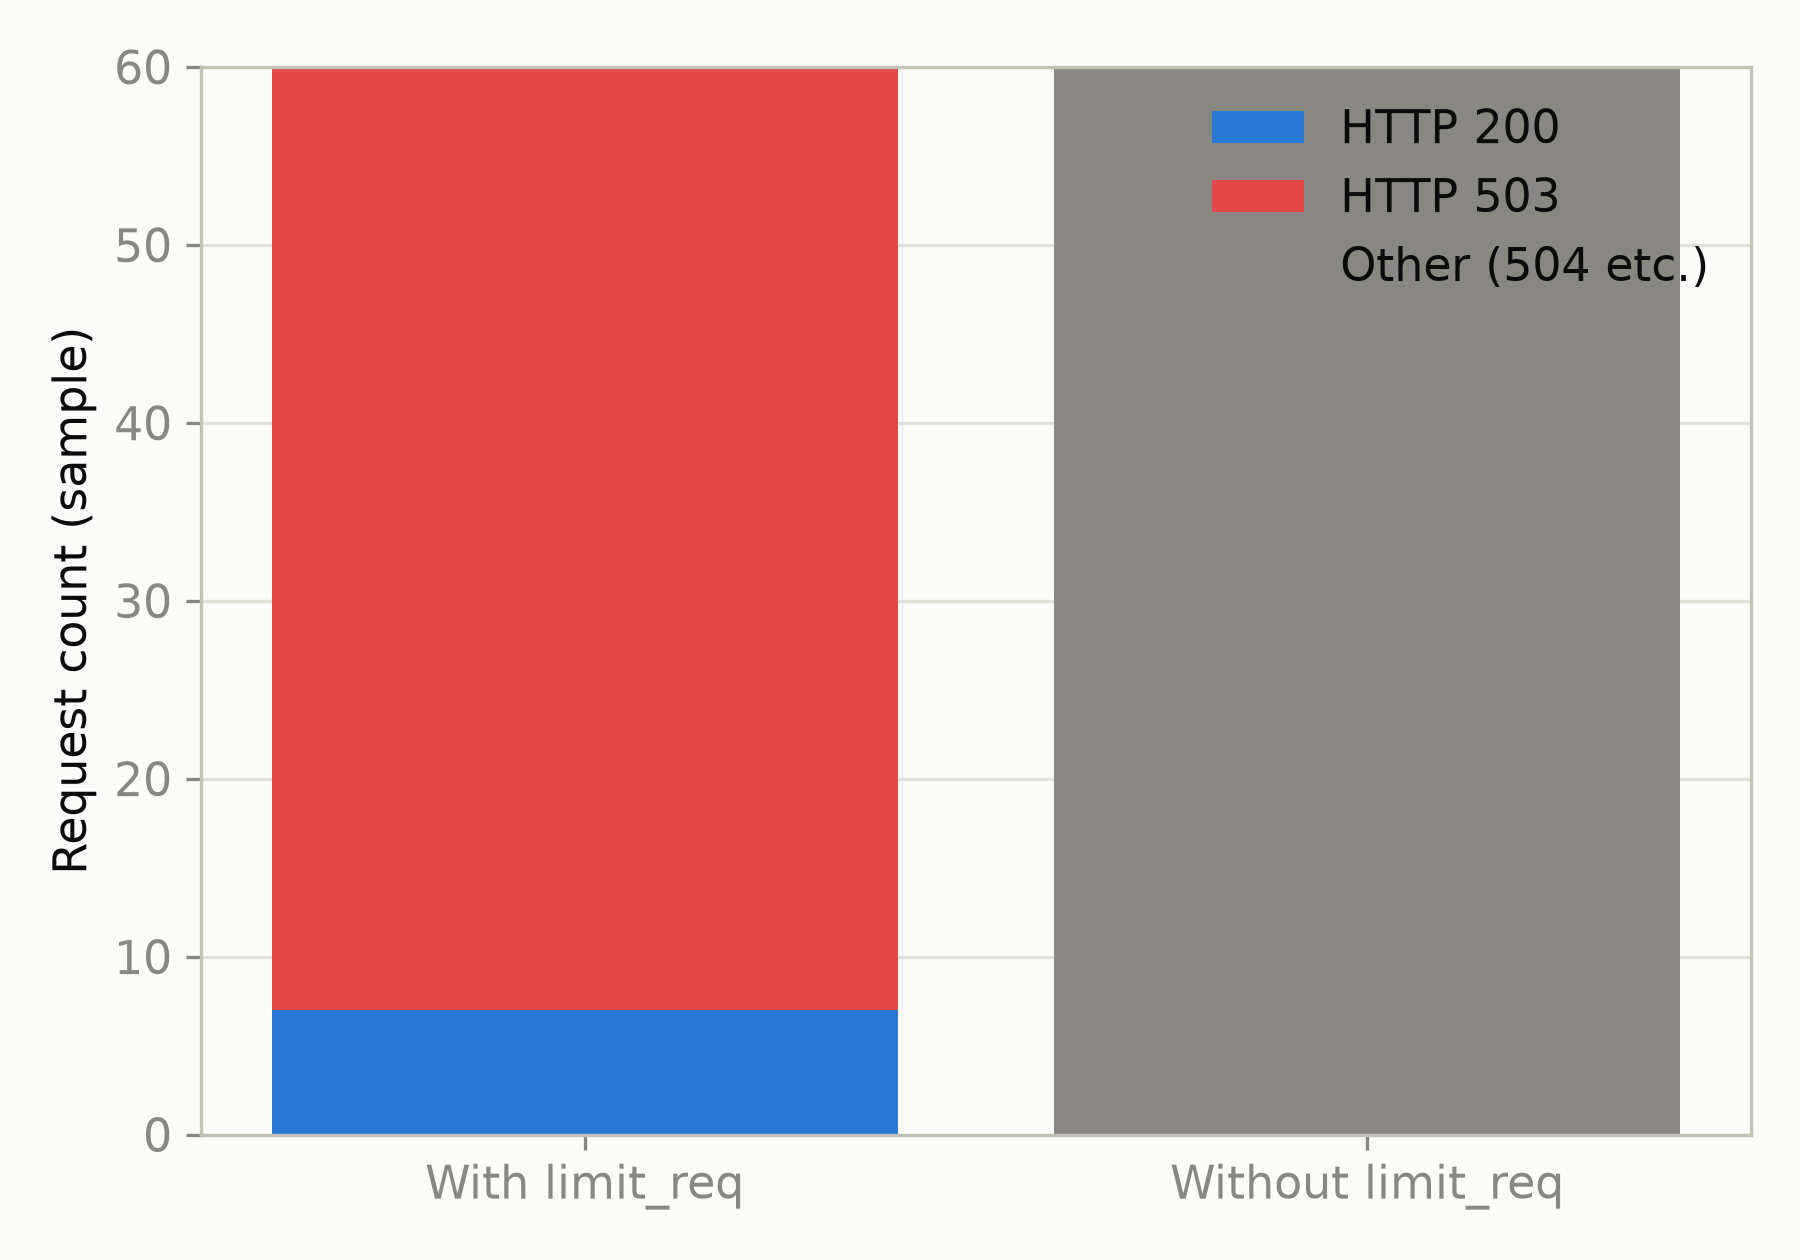 60
50
40
30
20
10
0
Request count (sample)
HTTP 200
HTTP 503
Other (504 etc.)
With limit_req
Without limit_req